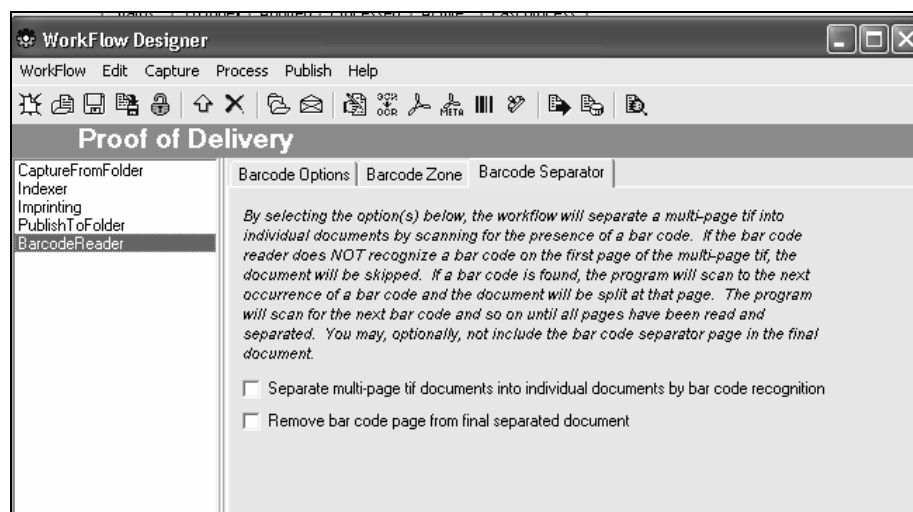 WorkFlow Designer
WorkFlow Edit Capture Process Publish Help
OCR
OCR META
Proof of Delivery
CaptureFromFolder
Indexer
Imprinting
PublishToFolder
BarcodeReader
Barcode Options Barcode Zone Barcode Separator
By selecting the option(s) below, the workflow will separate a multi-page tif into
individual documents by scanning for the presence of a bar code. If the bar code
reader does NOT recognize a bar code on the first page of the multi-page tif, the
document will be skipped. If a bar code is found, the program will scan to the next
occurrence of a bar code and the document will be split at that page. The program
will scan for the next bar code and so on until all pages have been read and
separated. You may, optionally, not include the bar code separator page in the final
document.
Separate multi-page tif documents into individual documents by bar code recognition
Remove bar code page from final separated document